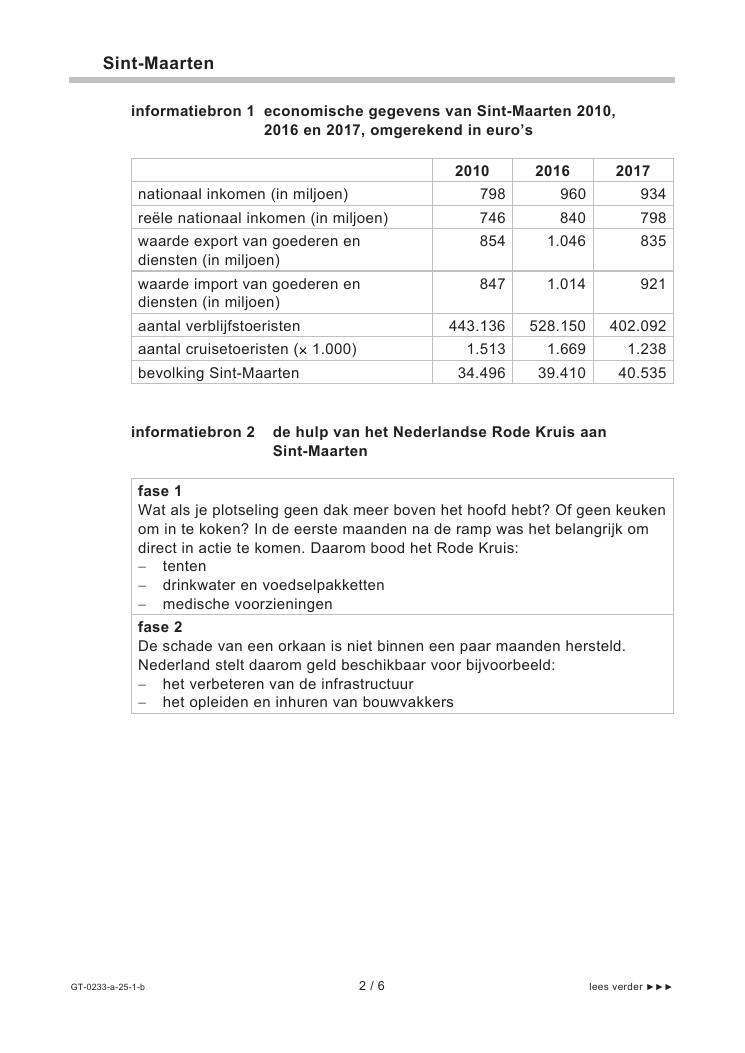 Sint-Maarten
informatiebron 1 economische gegevens van Sint-Maarten 2010,
2016 en 2017, omgerekend in euro’s
2010 2016 2017
nationaal inkomen (in miljoen) 798 960 934
reële nationaal inkomen (in miljoen) 746 840 798
waarde export van goederen en 854 1.046 835
diensten (in miljoen)
waarde import van goederen en 847 1.014 921
diensten (in miljoen)
aantal verblijfstoeristen 443.136 528.150 402.092
aantal cruisetoeristen (× 1.000) 1.513 1.669 1.238
bevolking Sint-Maarten 34.496 39.410 40.535
informatiebron 2 de hulp van het Nederlandse Rode Kruis aan
Sint-Maarten
fase 1
Wat als je plotseling geen dak meer boven het hoofd hebt? Of geen keuken
om in te koken? In de eerste maanden na de ramp was het belangrijk om
direct in actie te komen. Daarom bood het Rode Kruis:
– tenten
– drinkwater en voedselpakketten
– medische voorzieningen
fase 2
De schade van een orkaan is niet binnen een paar maanden hersteld.
Nederland stelt daarom geld beschikbaar voor bijvoorbeeld:
– het verbeteren van de infrastructuur
– het opleiden en inhuren van bouwvakkers
GT-0233-a-25-1-b 2 / 6 lees verder ►►►